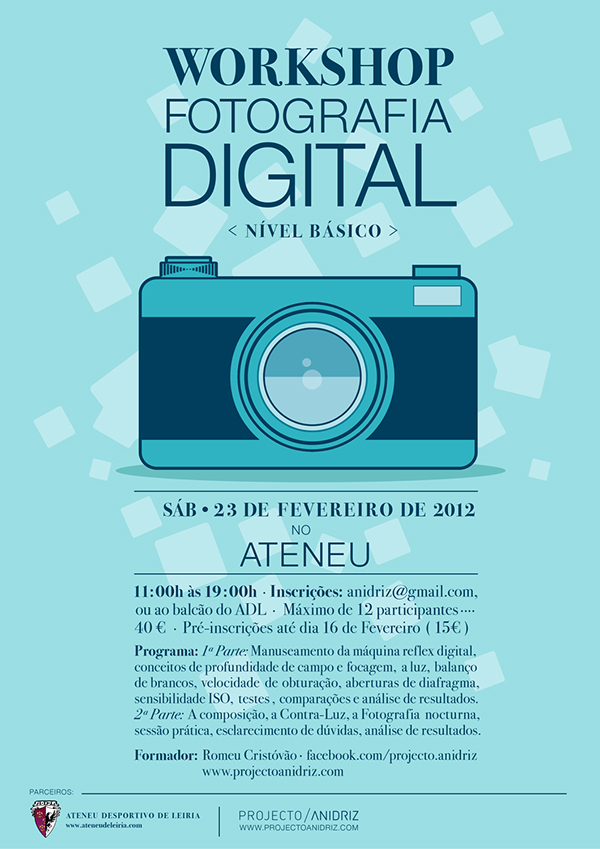 WORKSHOP
FOTOGRAFIA
DIGITAL
< NÍVEL BÁSICO >
SÁB • 23 DE FEVEREIRO DE 2012
NO
ATENEU
11:00h às 19:00h · Inscrições: anidriz@gmail.com,
ou ao balcão do ADL · Máximo de 12 participantes ····
40 € · Pré-inscrições até dia 16 de Fevereiro ( 15€ )
Programa: 1ª Parte: Manuseamento da máquina reflex digital,
conceitos de profundidade de campo e focagem, a luz, balanço
de brancos, velocidade de obturação, aberturas de diafragma,
sensibilidade ISO, testes , comparações e análise de resultados.
2ª Parte: A composição, a Contra-Luz, a Fotografia nocturna,
sessão prática, esclarecimento de dúvidas, análise de resultados.
Formador: Romeu Cristóvão · facebook.com/projecto.anidriz
www.projectoanidriz.com
PARCEIROS:
ATENEU DESPORTIVO DE LEIRIA
www.ateneudeleiria.com
PROJECTO/ANIDRIZ
WWW.PROJECTOANIDRIZ.COM